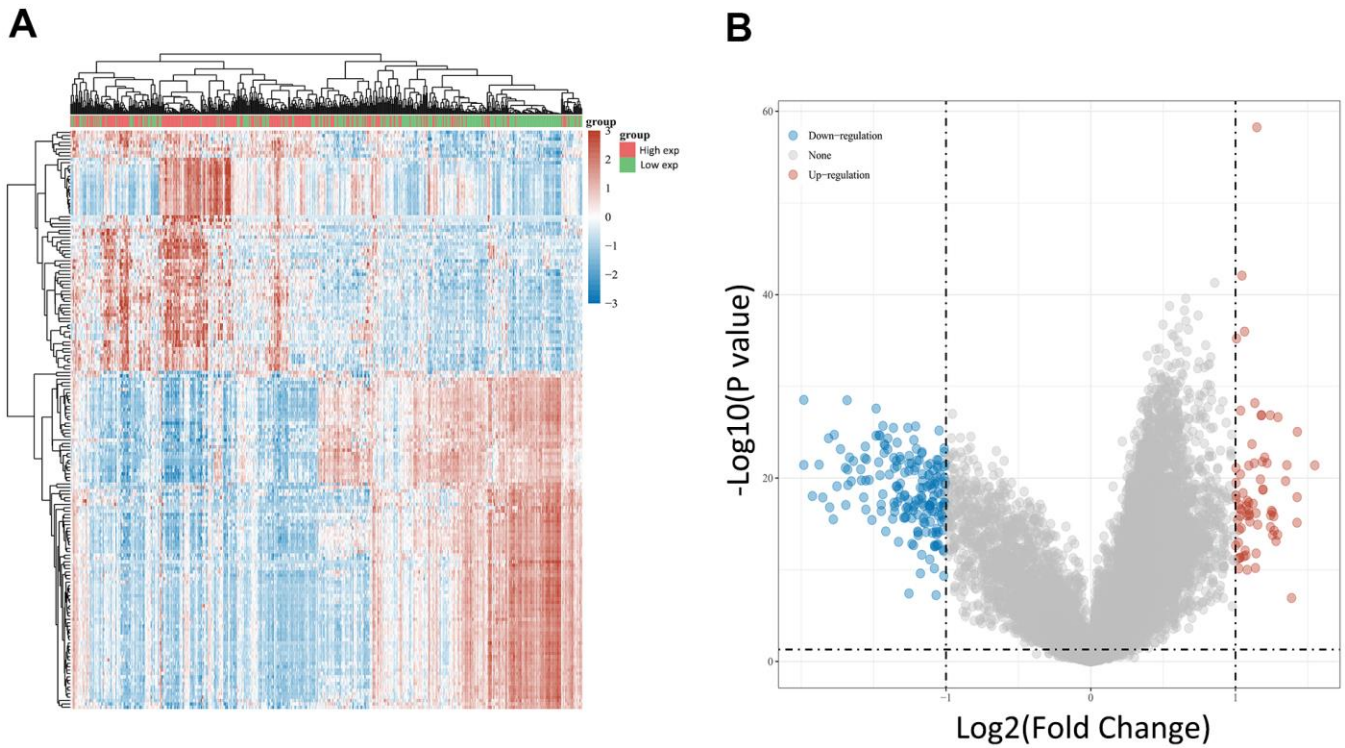 A
group
3
2
1
0
−1
−2
−3
group
High exp
Low exp
B
Down−regulation
None
Up−regulation
60
40
20
0
-Log10(P value)
−1
0
1
Log2(Fold Change)